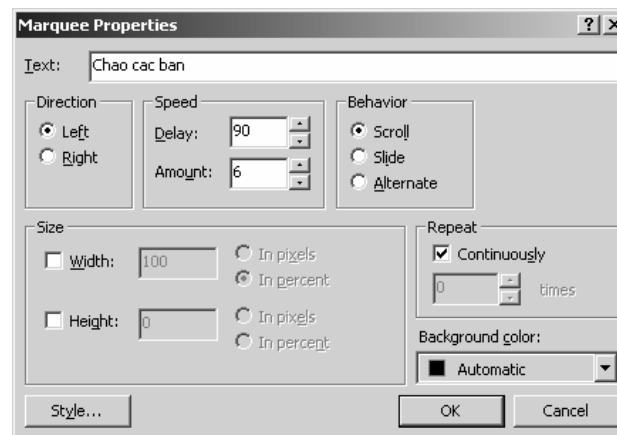 Marquee Properties
Text: Chao cac ban
Direction
Left
Right
Speed
Delay: 90
Amount: 6
Behavior
Scroll
Slide
Alternate
Size
Width: 100
In pixels
In percent
Height: 0
In pixels
In percent
Repeat
Continuously
0 times
Background color:
Automatic
Style...
OK
Cancel